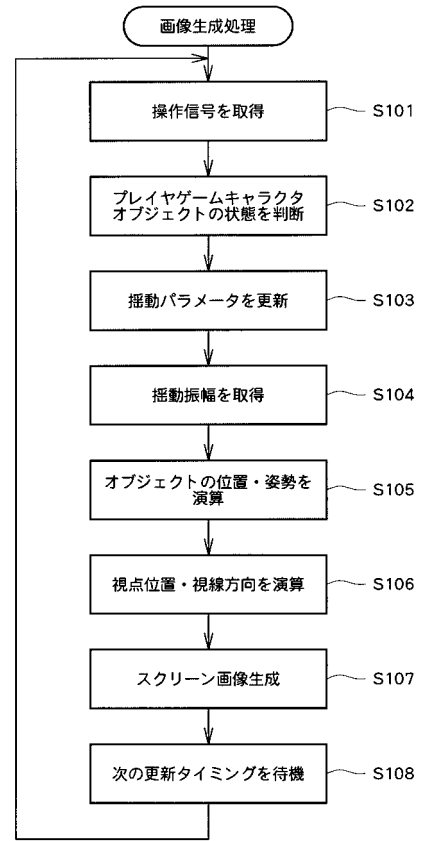 画像生成処理
操作信号を取得
S101
プレイヤゲームキャラクタ
オブジェクトの状態を判断
S102
揺動パラメータを更新
S103
揺動振幅を取得
S104
オブジェクトの位置・姿勢を
演算
S105
視点位置・視線方向を演算
S106
スクリーン画像生成
S107
次の更新タイミングを待機
S108